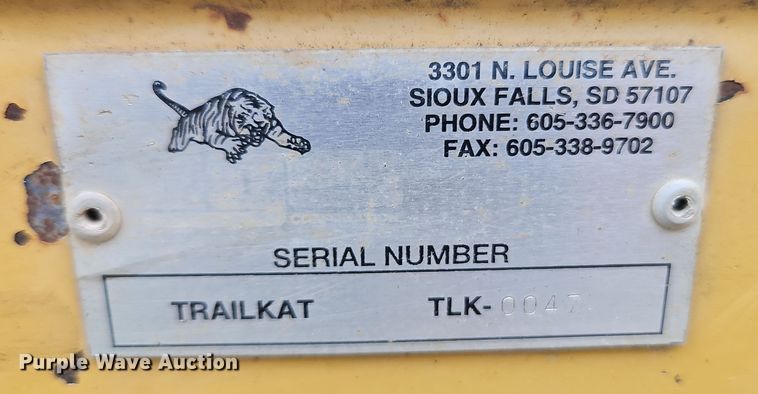 3301 N. LOUISE AVE.
SIOUX FALLS, SD 57107
PHONE: 605-336-7900
FAX: 605-338-9702
SERIAL NUMBER
TRAILKAT TLK-0047
Purple Wave Auction